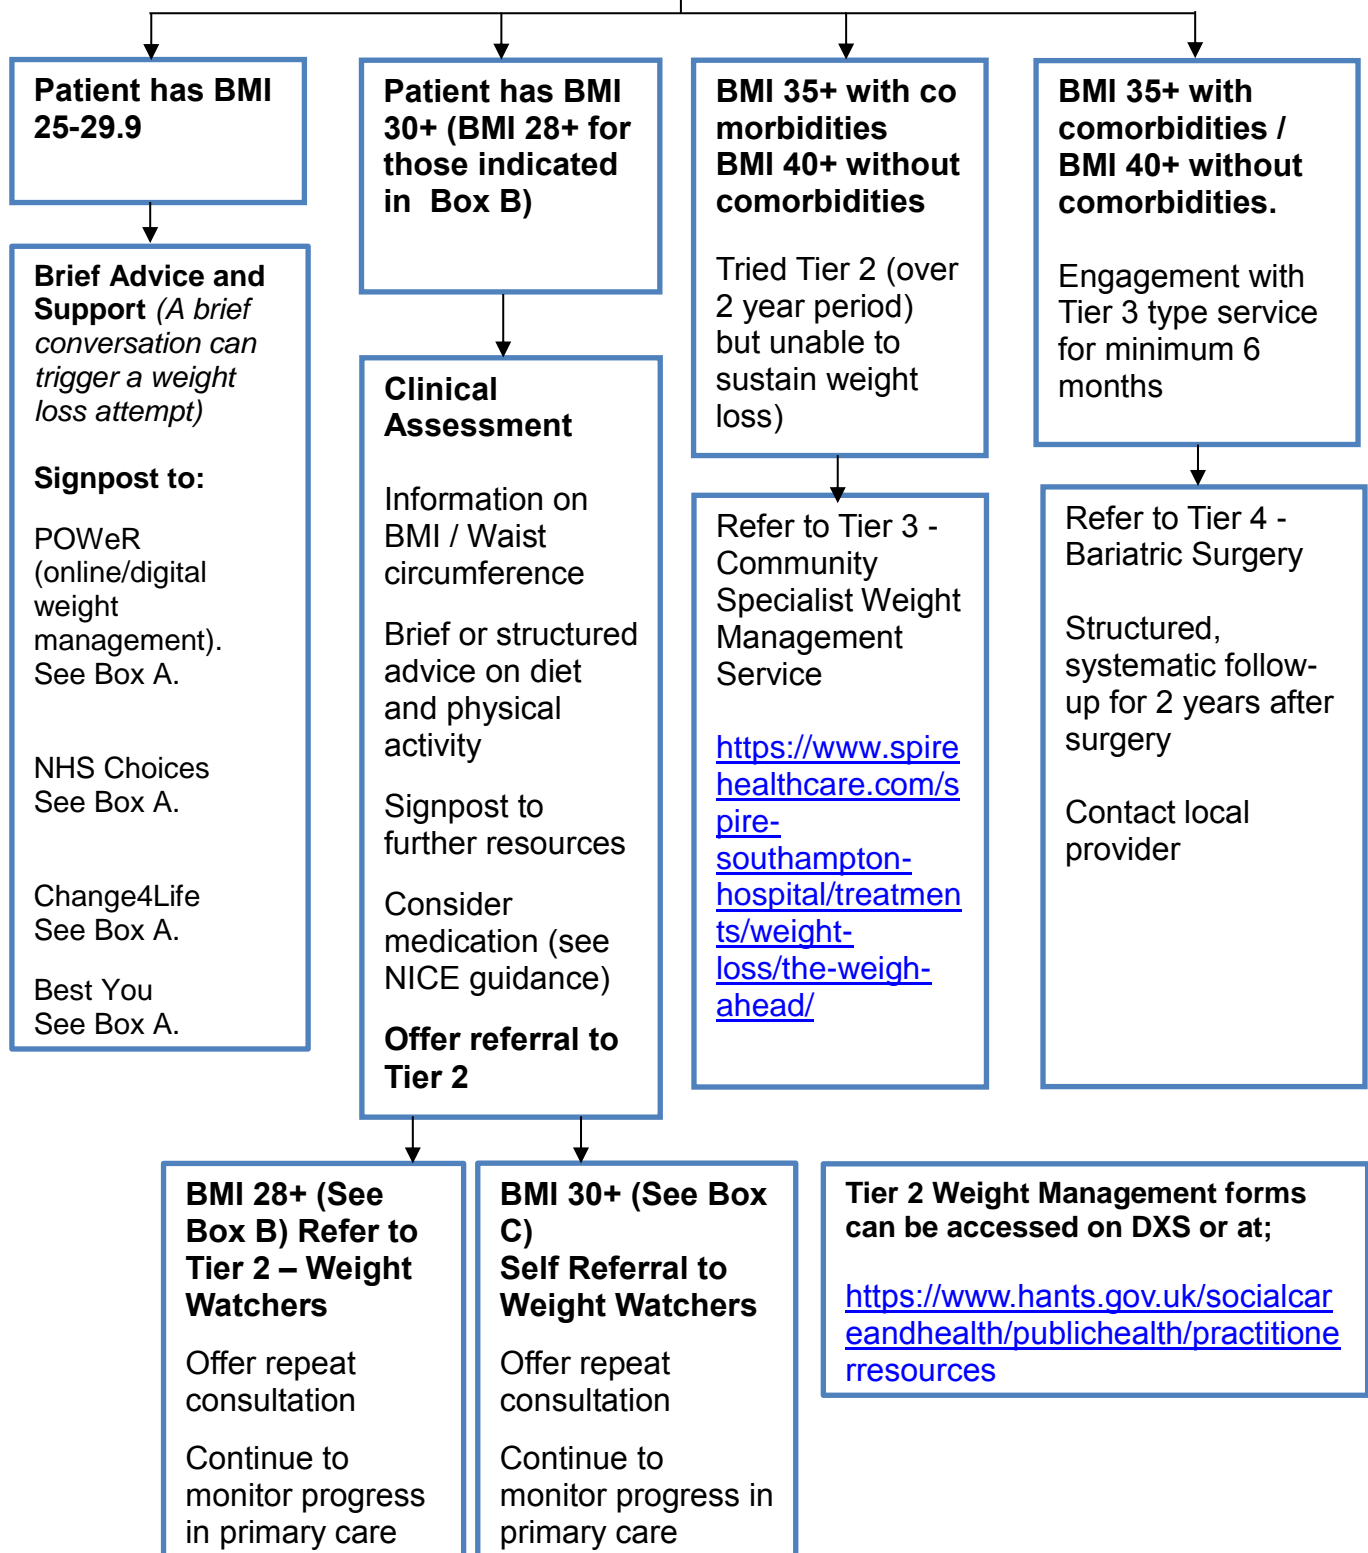 Patient has BMI
25-29.9
Brief Advice and
Support (A brief
conversation can
trigger a weight
loss attempt)
Signpost to:
POWeR
(online/digital
weight
management).
See Box A.
NHS Choices
See Box A.
Change4Life
See Box A.
Best You
See Box A.
Patient has BMI
30+ (BMI 28+ for
those indicated
in  Box B)
Clinical
Assessment
Information on
BMI / Waist
circumference
Brief or structured
advice on diet
and physical
activity
Signpost to
further resources
Consider
medication (see
NICE guidance)
Offer referral to
Tier 2
BMI 35+ with co
morbidities
BMI 40+ without
comorbidities
Tried Tier 2 (over
2 year period)
but unable to
sustain weight
loss)
Refer to Tier 3 -
Community
Specialist Weight
Management
Service
https://www.spire
healthcare.com/s
pire-
southampton-
hospital/treatmen
ts/weight-
loss/the-weigh-
ahead/
BMI 35+ with
comorbidities /
BMI 40+ without
comorbidities.
Engagement with
Tier 3 type service
for minimum 6
months
Refer to Tier 4 -
Bariatric Surgery
Structured,
systematic follow-
up for 2 years after
surgery
Contact local
provider
BMI 28+ (See
Box B) Refer to
Tier 2 – Weight
Watchers
Offer repeat
consultation
Continue to
monitor progress
in primary care
BMI 30+ (See Box
C)
Self Referral to
Weight Watchers
Offer repeat
consultation
Continue to
monitor progress in
primary care
Tier 2 Weight Management forms
can be accessed on DXS or at;
https://www.hants.gov.uk/socialcar
eandhealth/publichealth/practitione
rresources